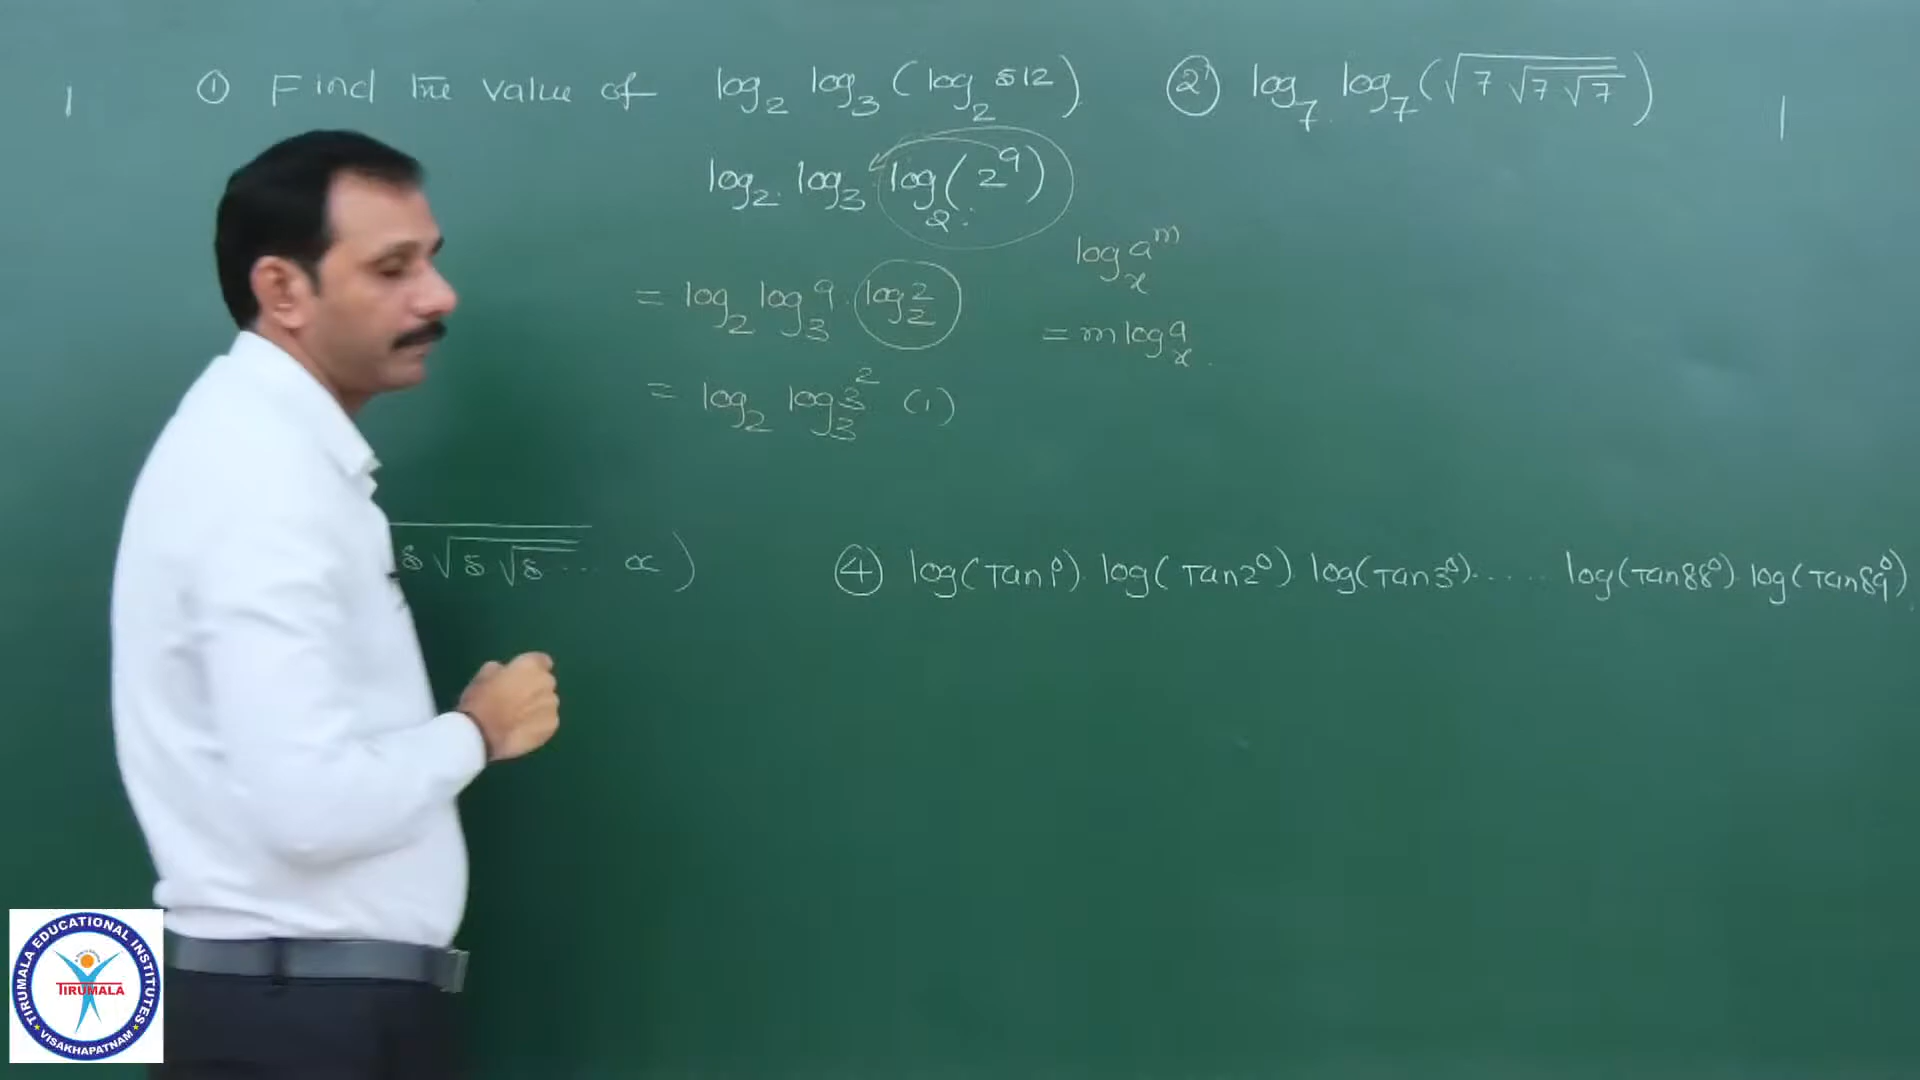 1 ① Find the value of log₂ log₃ (log₂ 512) ② log₇ log₇ (√7√7√7)
log₂ log₃ log₂(2⁹)
log_x a^m
= log₂ log₃ 9 · log₂ 2
= m log_x a
= log₂ log₃ 3² (1)
8√8√8 ... ∝)
④ log(Tan1°) log(Tan2°) log(Tan3°)...... log(Tan88°) log(Tan89°)
TIRUMALA EDUCATIONAL INSTITUTES
TIRUMALA
VISAKHAPATNAM